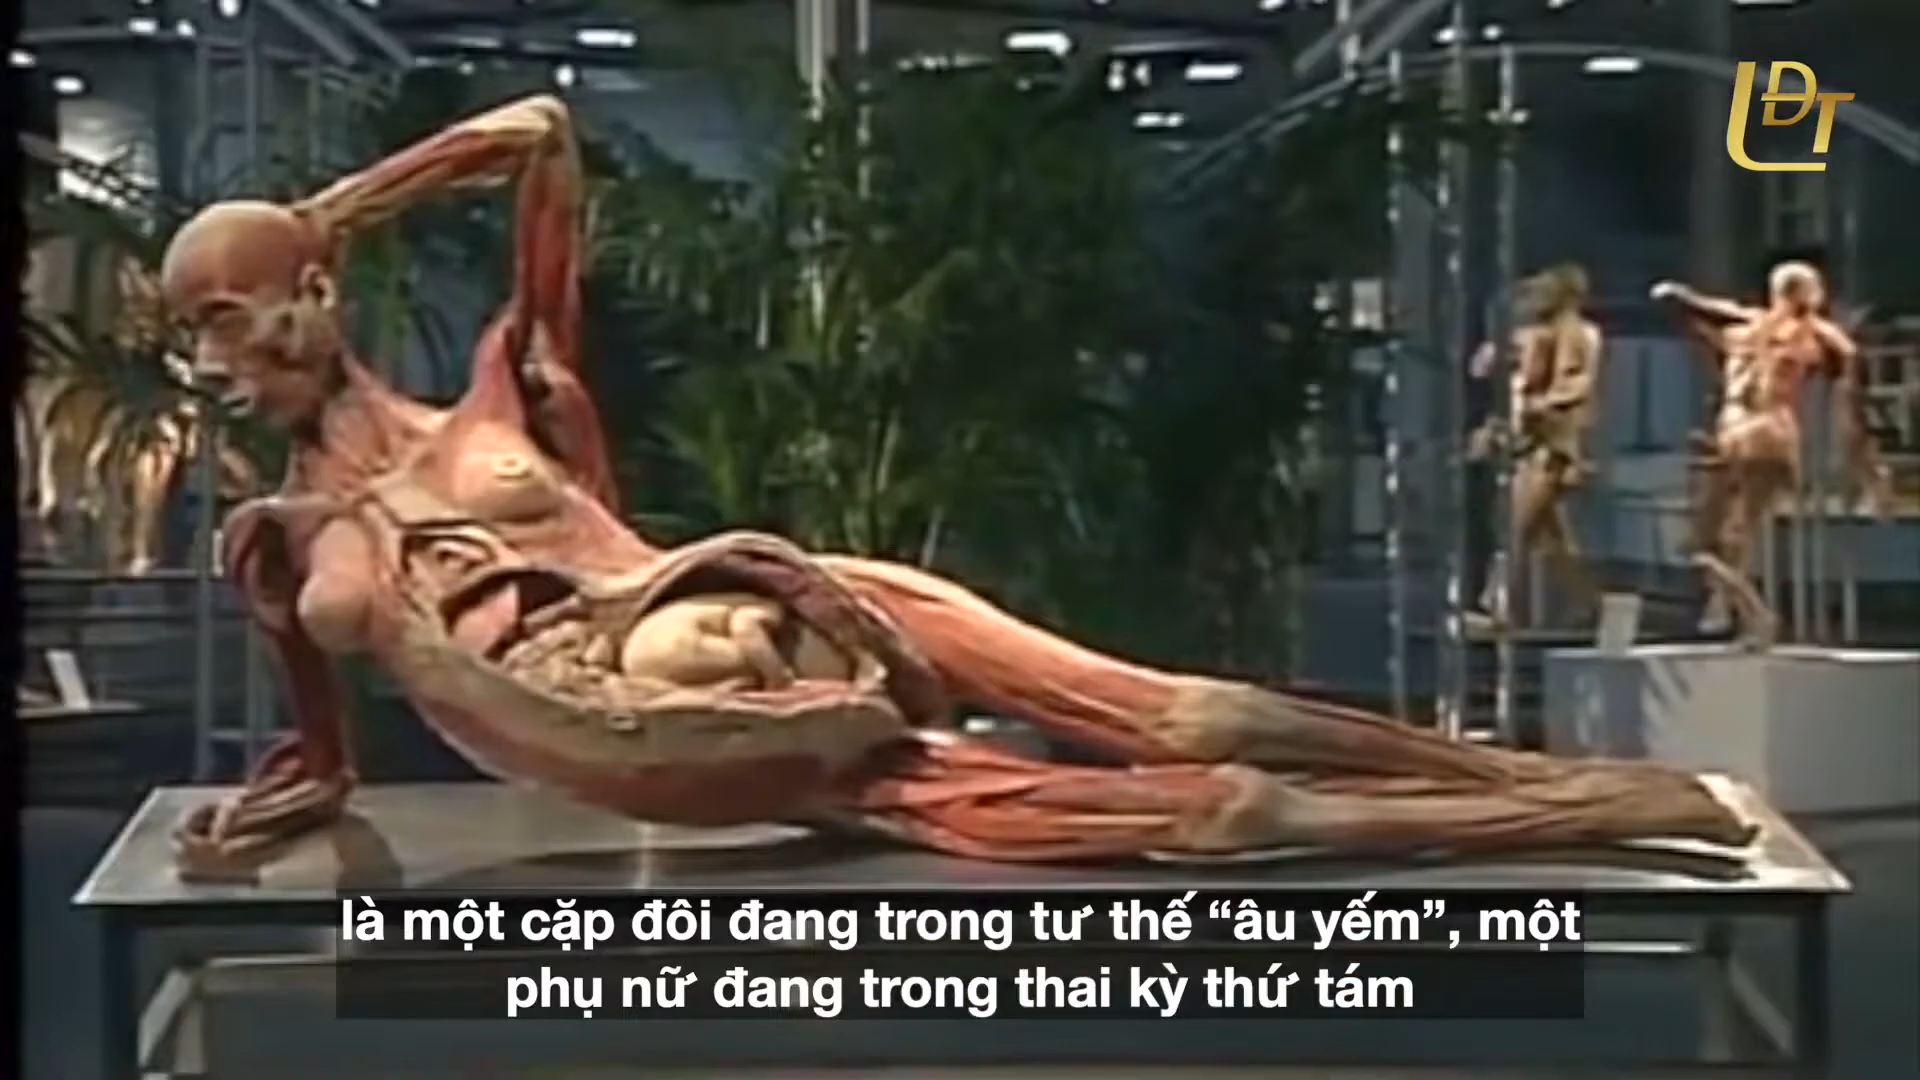 LĐT
là một cặp đôi đang trong tư thế “âu yếm”, một
phụ nữ đang trong thai kỳ thứ tám